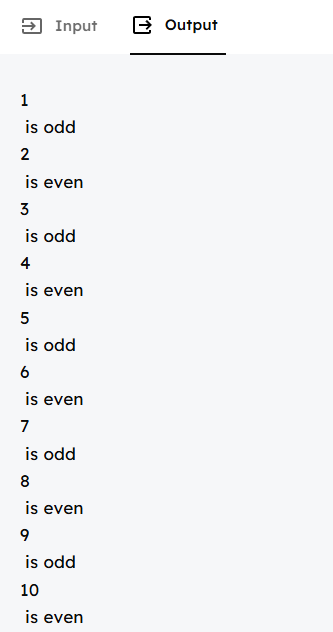 Input Output
1
is odd
2
is even
3
is odd
4
is even
5
is odd
6
is even
7
is odd
8
is even
9
is odd
10
is even